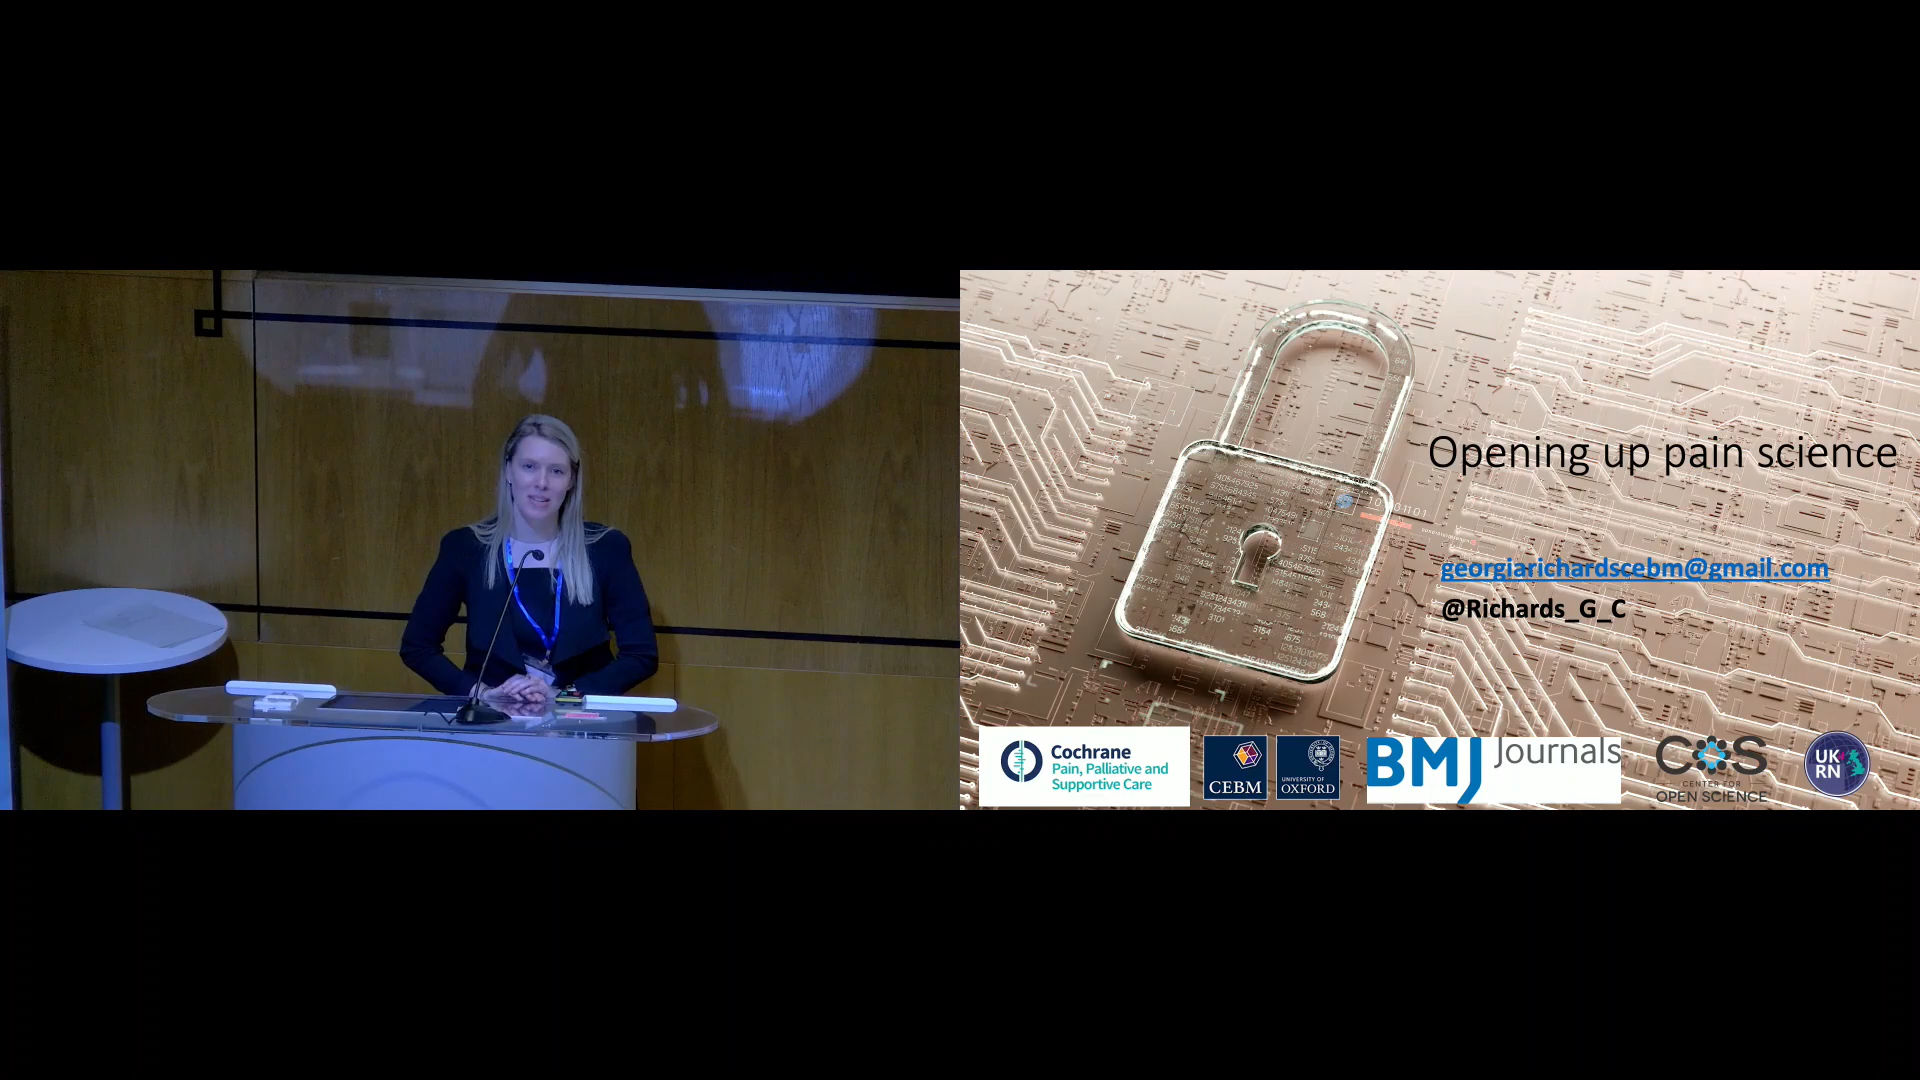 Opening up pain science
georgiarichardscebm@gmail.com
@Richards_G_C
Cochrane
Pain, Palliative and
Supportive Care
CEBM
UNIVERSITY OF
OXFORD
BMJ Journals
COS
CENTER FOR
OPEN SCIENCE
UK
RN